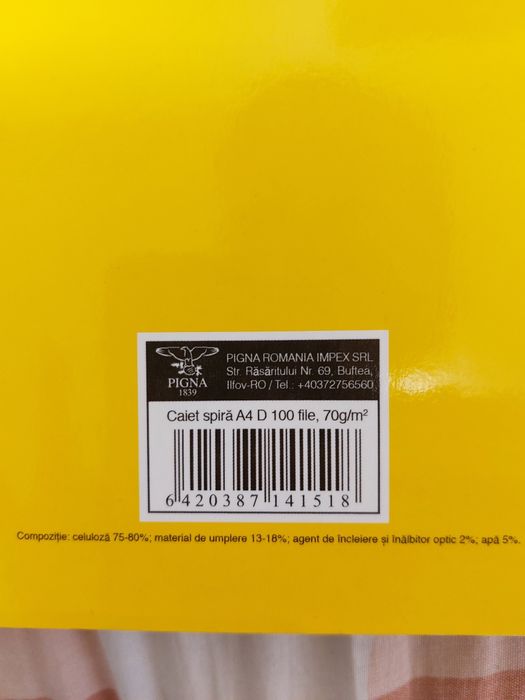 PIGNA
1839
PIGNA ROMANIA IMPEX SRL
Str. Răsăritului Nr. 69, Buftea,
Ilfov-RO / Tel.: +40372756560
Caiet spiră A4 D 100 file, 70g/m²
6 420387 141518
Compoziție: celuloză 75-80%; material de umplere 13-18%; agent de încleiere și înălbitor optic 2%; apă 5%.